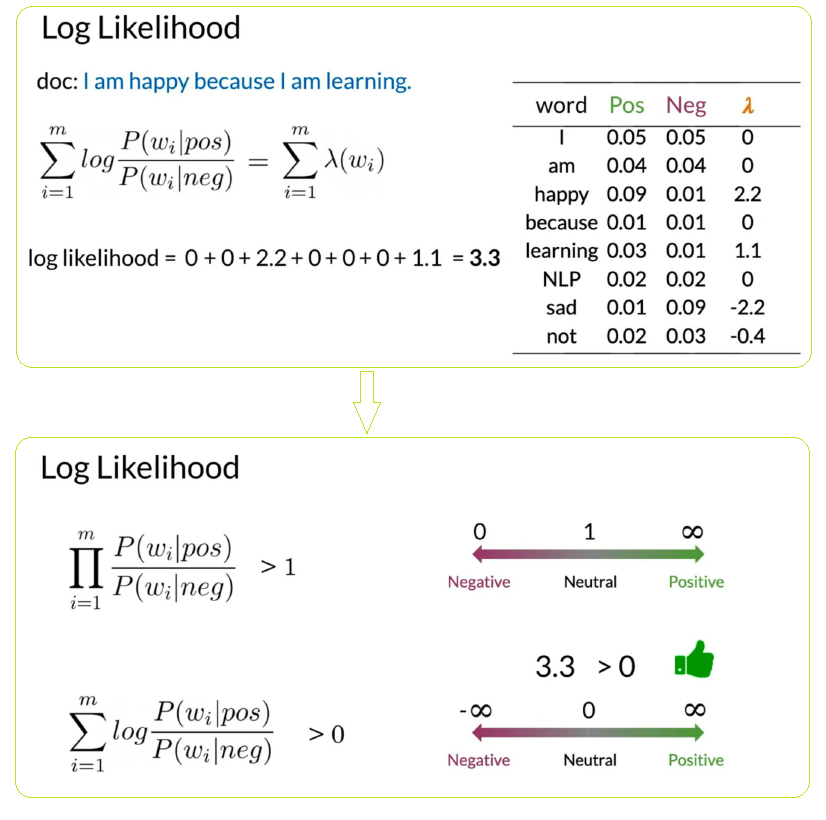 Log Likelihood
doc: I am happy because I am learning.
\sum_{i=1}^{m} log \frac{P(w_i|pos)}{P(w_i|neg)} = \sum_{i=1}^{m} λ(w_i)
log likelihood = 0 + 0 + 2.2 + 0 + 0 + 0 + 1.1 = 3.3
word Pos Neg λ
I 0.05 0.05 0
am 0.04 0.04 0
happy 0.09 0.01 2.2
because 0.01 0.01 0
learning 0.03 0.01 1.1
NLP 0.02 0.02 0
sad 0.01 0.09 -2.2
not 0.02 0.03 -0.4
Log Likelihood
\prod_{i=1}^{m} \frac{P(w_i|pos)}{P(w_i|neg)} > 1
0 1 ∞
Negative Neutral Positive
3.3 > 0
\sum_{i=1}^{m} log \frac{P(w_i|pos)}{P(w_i|neg)} > 0
-∞ 0 ∞
Negative Neutral Positive